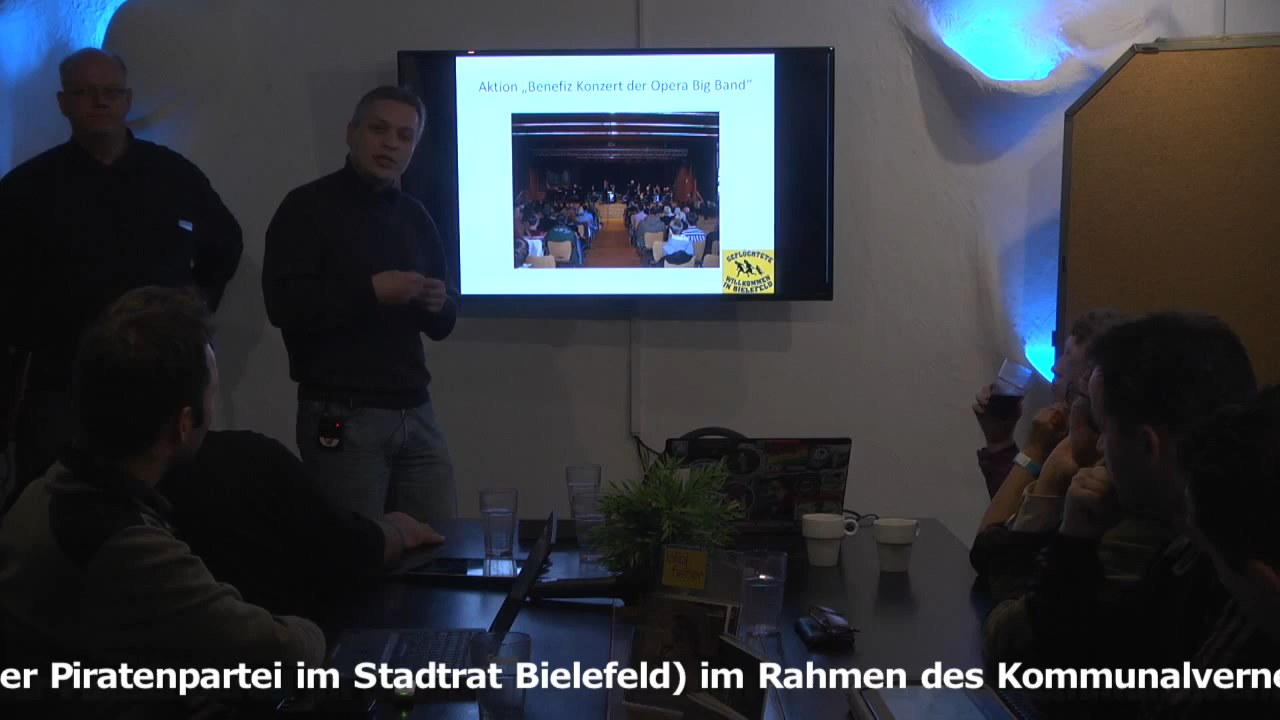 Aktion „Benefiz Konzert der Opera Big Band“
GEFLÜCHTETE
WILLKOMMEN
IN BIELEFELD
er Piratenpartei im Stadtrat Bielefeld) im Rahmen des Kommunalverne